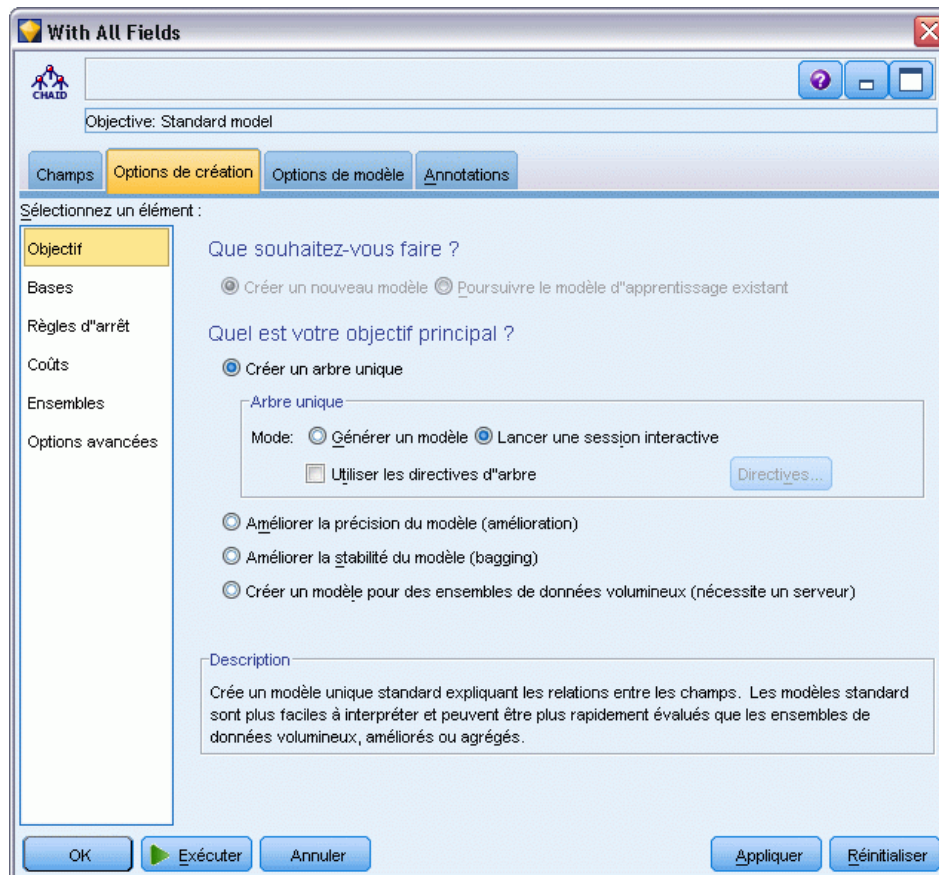 With All Fields
CHAID
Objective: Standard model
Champs
Options de création
Options de modèle
Annotations
Sélectionnez un élément :
Objectif
Bases
Règles d"arrêt
Coûts
Ensembles
Options avancées
Que souhaitez-vous faire ?
Créer un nouveau modèle Poursuivre le modèle d"apprentissage existant
Quel est votre objectif principal ?
Créer un arbre unique
Arbre unique
Mode: Générer un modèle Lancer une session interactive
Utiliser les directives d"arbre Directives...
Améliorer la précision du modèle (amélioration)
Améliorer la stabilité du modèle (bagging)
Créer un modèle pour des ensembles de données volumineux (nécessite un serveur)
Description
Crée un modèle unique standard expliquant les relations entre les champs. Les modèles standard
sont plus faciles à interpréter et peuvent être plus rapidement évalués que les ensembles de
données volumineux, améliorés ou agrégés.
OK Exécuter Annuler Appliquer Réinitialiser